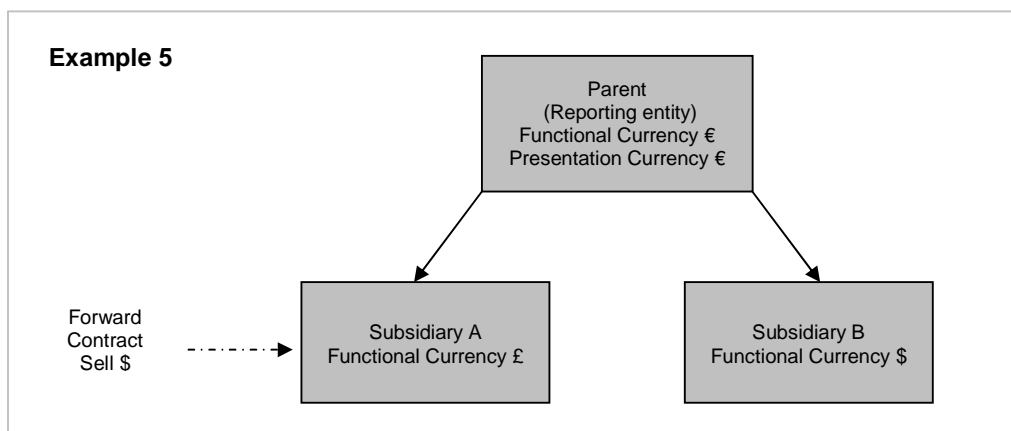 Example 5
Parent
(Reporting entity)
Functional Currency €
Presentation Currency €
Forward
Contract
Sell $
Subsidiary A
Functional Currency £
Subsidiary B
Functional Currency $